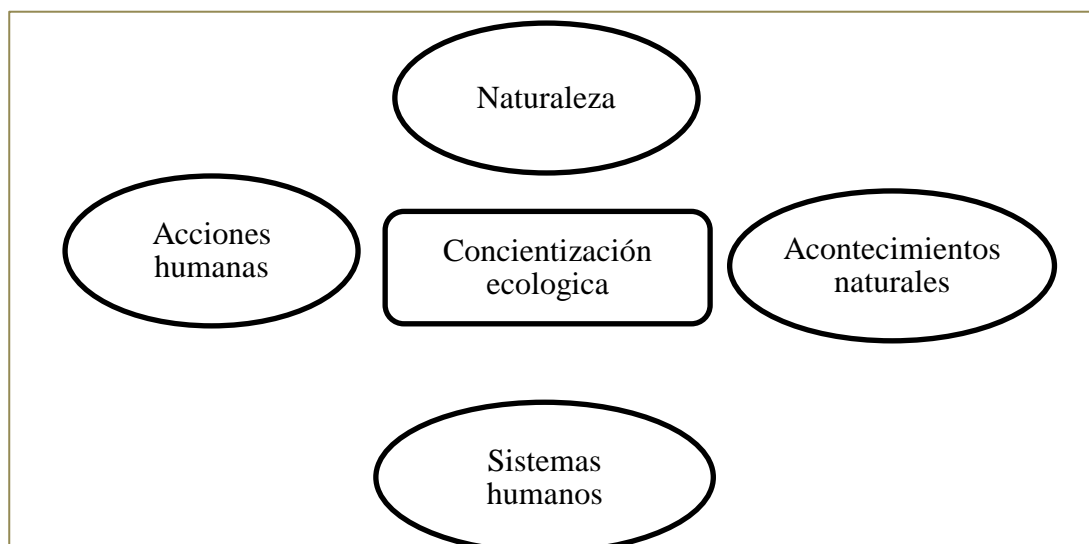 Naturaleza
Acciones
humanas
Concientización
ecologica
Acontecimientos
naturales
Sistemas
humanos